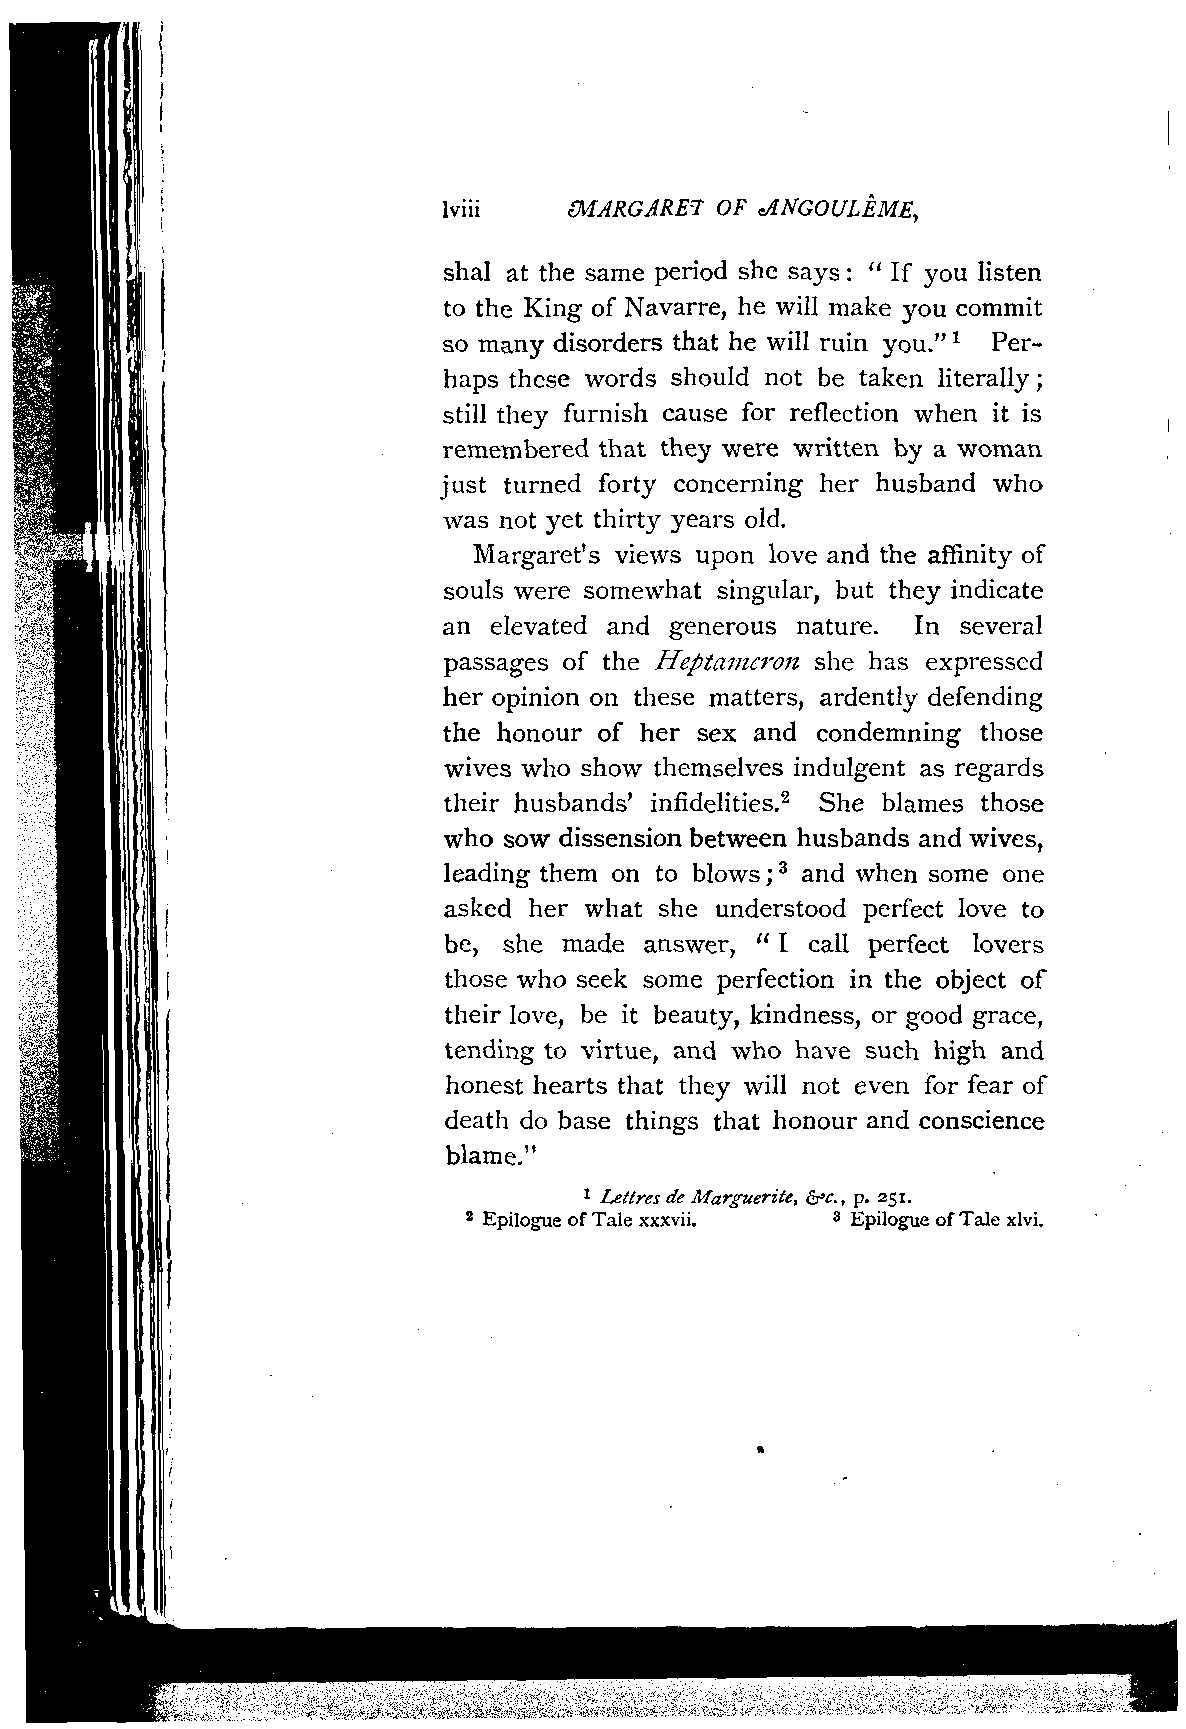 lviii MARGARET OF ANGOULÊME,
shal at the same period she says: “ If you listen
to the King of Navarre, he will make you commit
so many disorders that he will ruin you.” 1 Per-
haps these words should not be taken literally;
still they furnish cause for reflection when it is
remembered that they were written by a woman
just turned forty concerning her husband who
was not yet thirty years old.
Margaret's views upon love and the affinity of
souls were somewhat singular, but they indicate
an elevated and generous nature. In several
passages of the Heptameron she has expressed
her opinion on these matters, ardently defending
the honour of her sex and condemning those
wives who show themselves indulgent as regards
their husbands' infidelities.2 She blames those
who sow dissension between husbands and wives,
leading them on to blows;3 and when some one
asked her what she understood perfect love to
be, she made answer, “ I call perfect lovers
those who seek some perfection in the object of
their love, be it beauty, kindness, or good grace,
tending to virtue, and who have such high and
honest hearts that they will not even for fear of
death do base things that honour and conscience
blame.”
1 Lettres de Marguerite, &c., p. 251.
2 Epilogue of Tale xxxvii. 3 Epilogue of Tale xlvi.